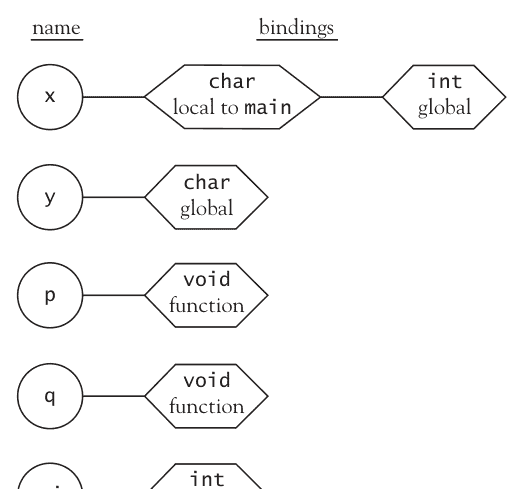 name bindings
x char int
local to main global
y char
global
p void
function
q void
function
int